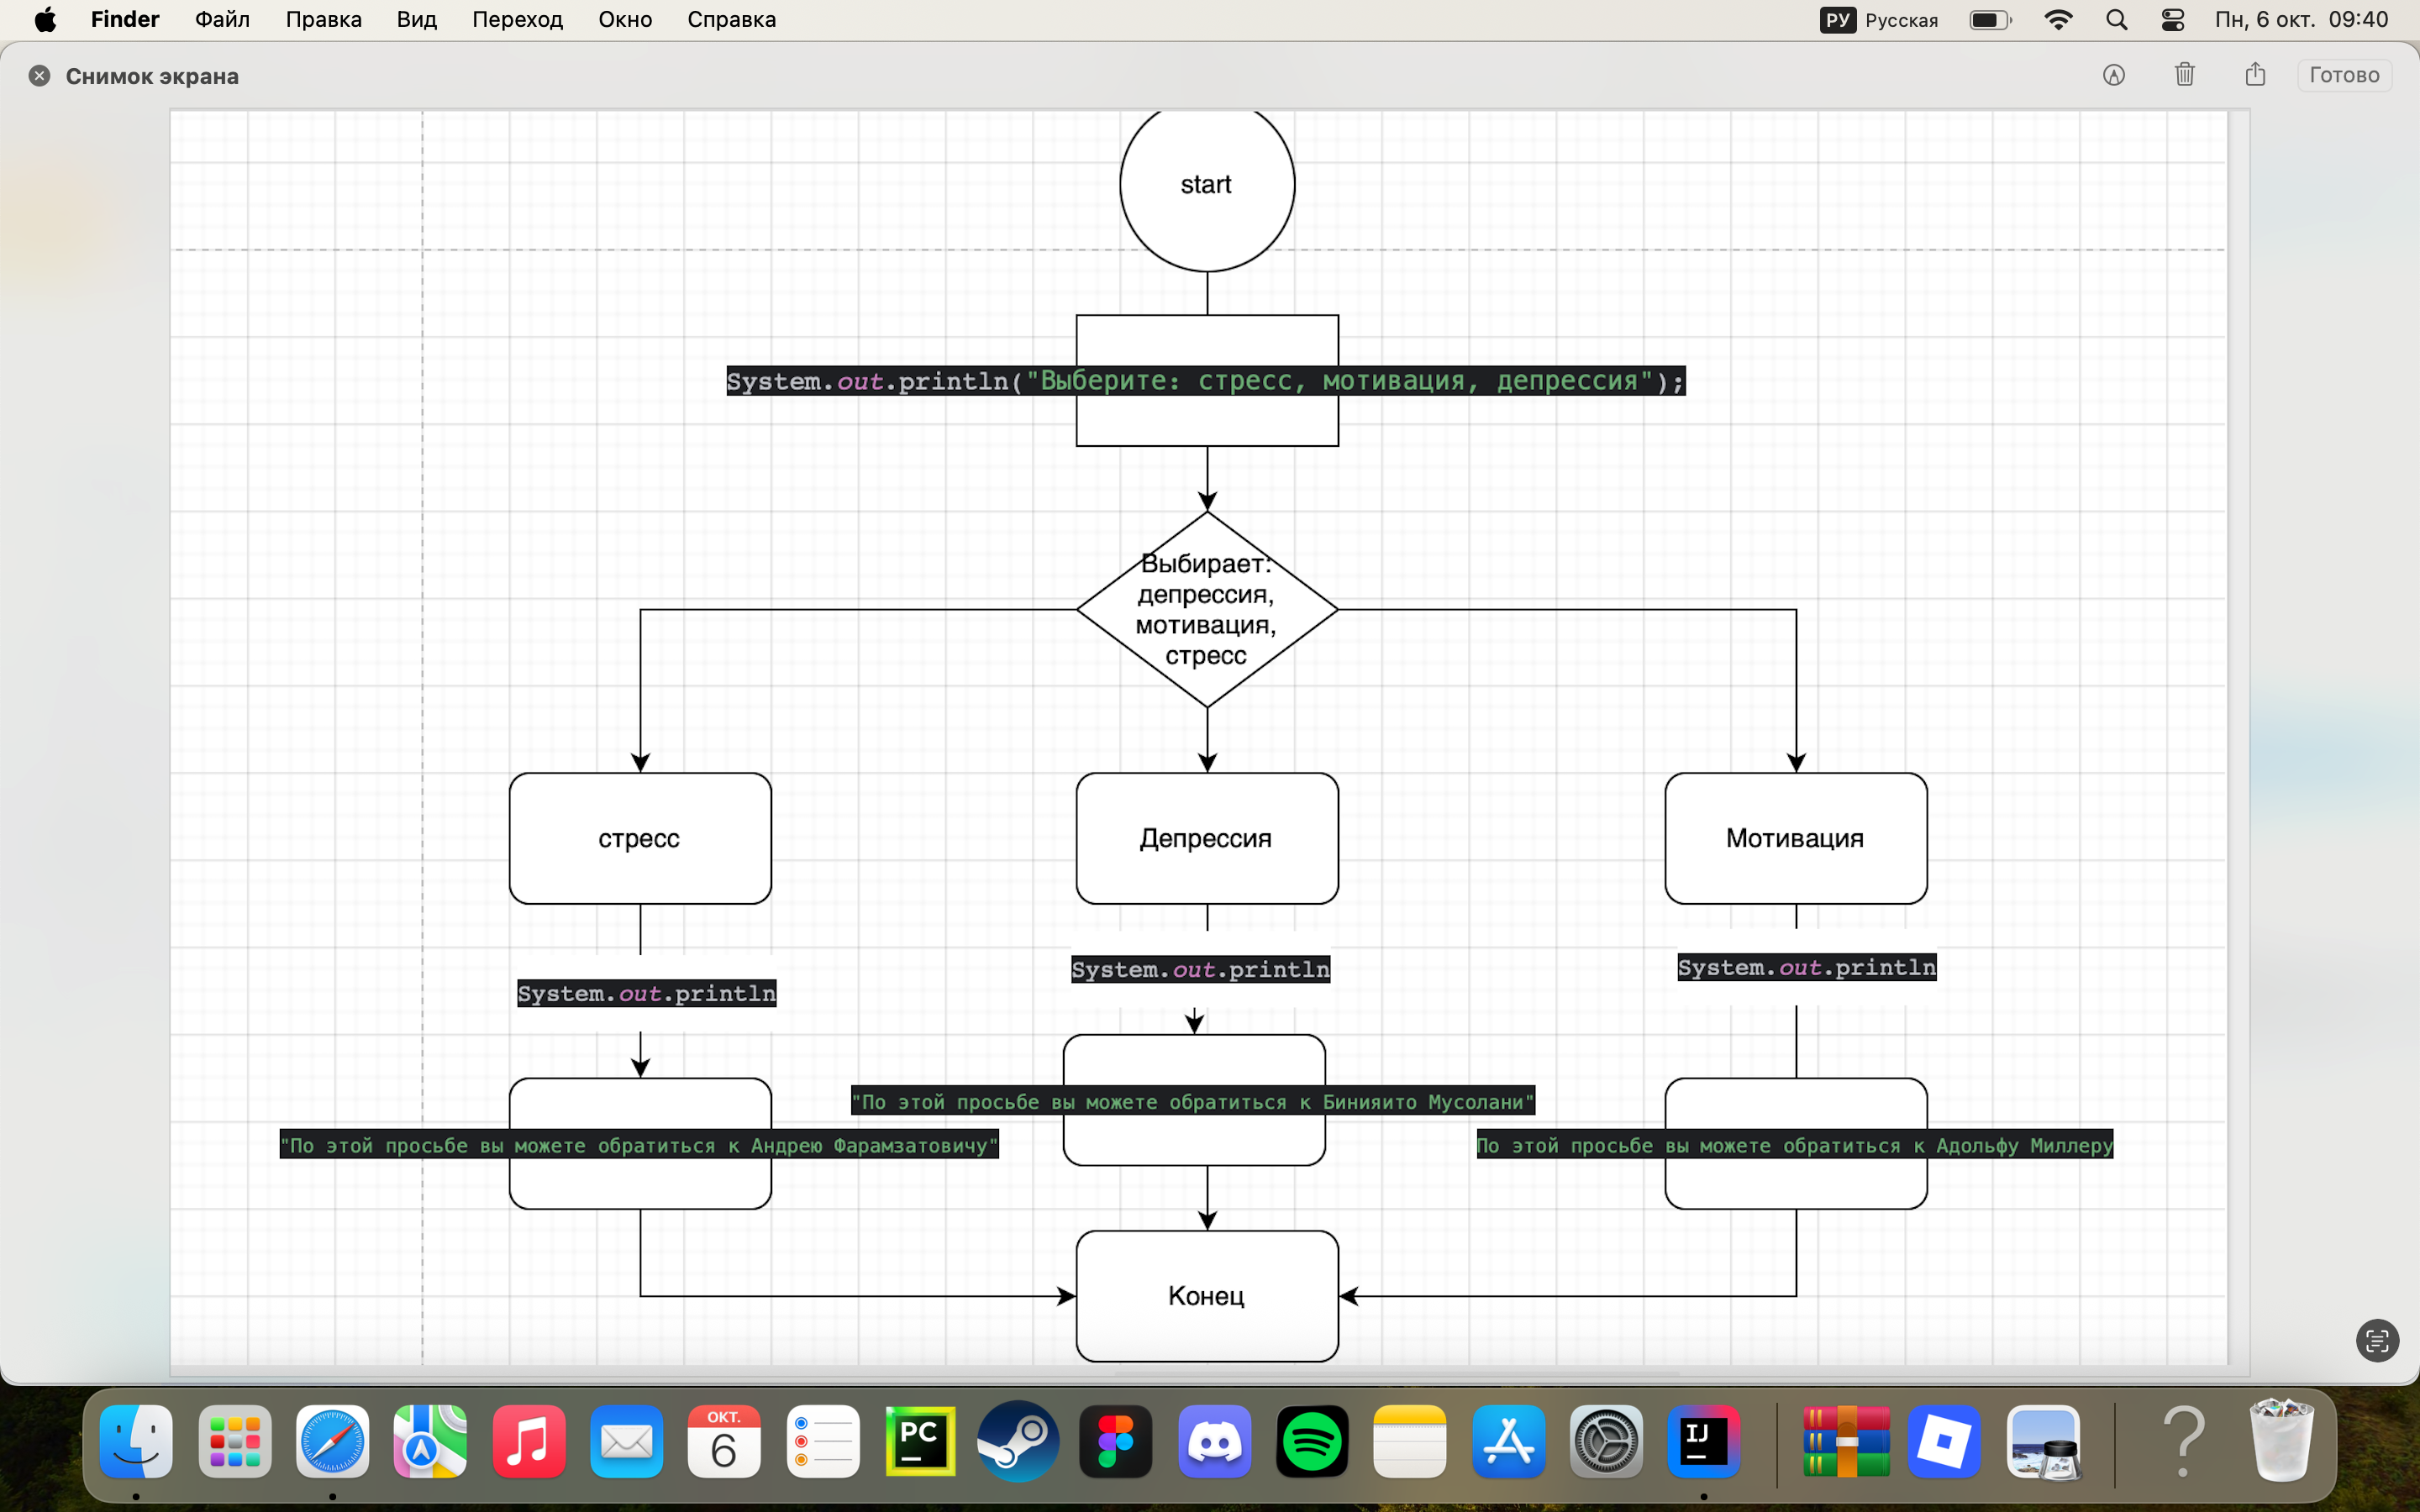 Finder Файл Правка Вид Переход Окно Справка РУ Русская Пн, 6 окт. 09:40
Снимок экрана Готово
start
System.out.println("Выберите: стресс, мотивация, депрессия");
Выбирает:
депрессия,
мотивация,
стресс
стресс Депрессия Мотивация
System.out.println System.out.println System.out.println
"По этой просьбе вы можете обратиться к Бинияито Мусолани"
"По этой просьбе вы можете обратиться к Андрею Фарамзатовичу" По этой просьбе вы можете обратиться к Адольфу Миллеру
Конец
ОКТ.
6
PC
IJ
?